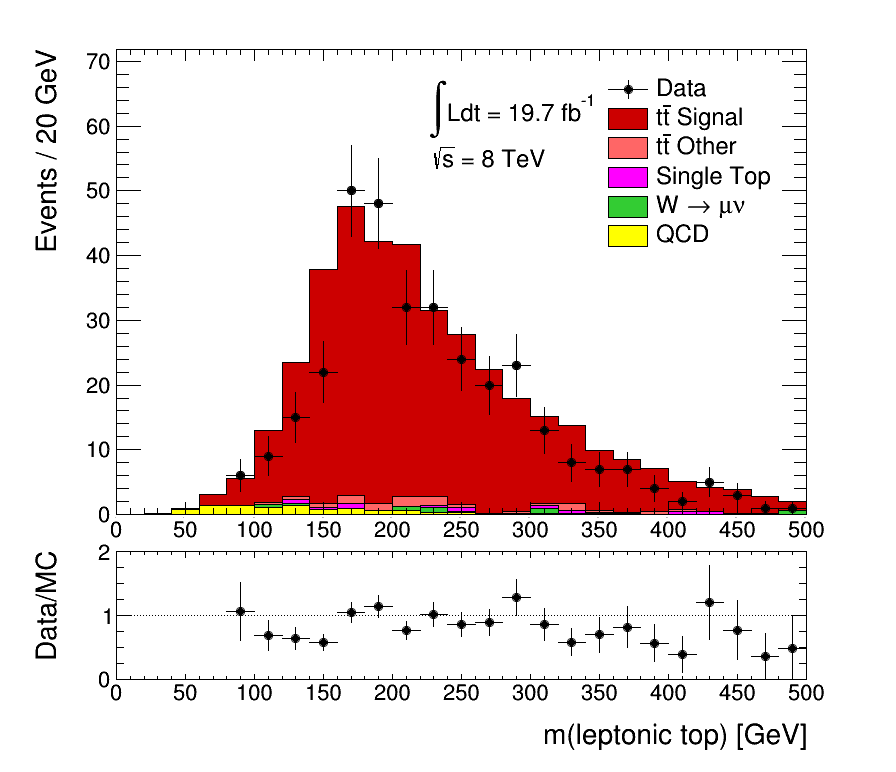 Events / 20 GeV
70
60
50
40
30
20
10
0
∫Ldt = 19.7 fb⁻¹
√s = 8 TeV
Data
tt̄ Signal
tt̄ Other
Single Top
W → μν
QCD
0 50 100 150 200 250 300 350 400 450 500
Data/MC
2
1
0
0 50 100 150 200 250 300 350 400 450 500
m(leptonic top) [GeV]